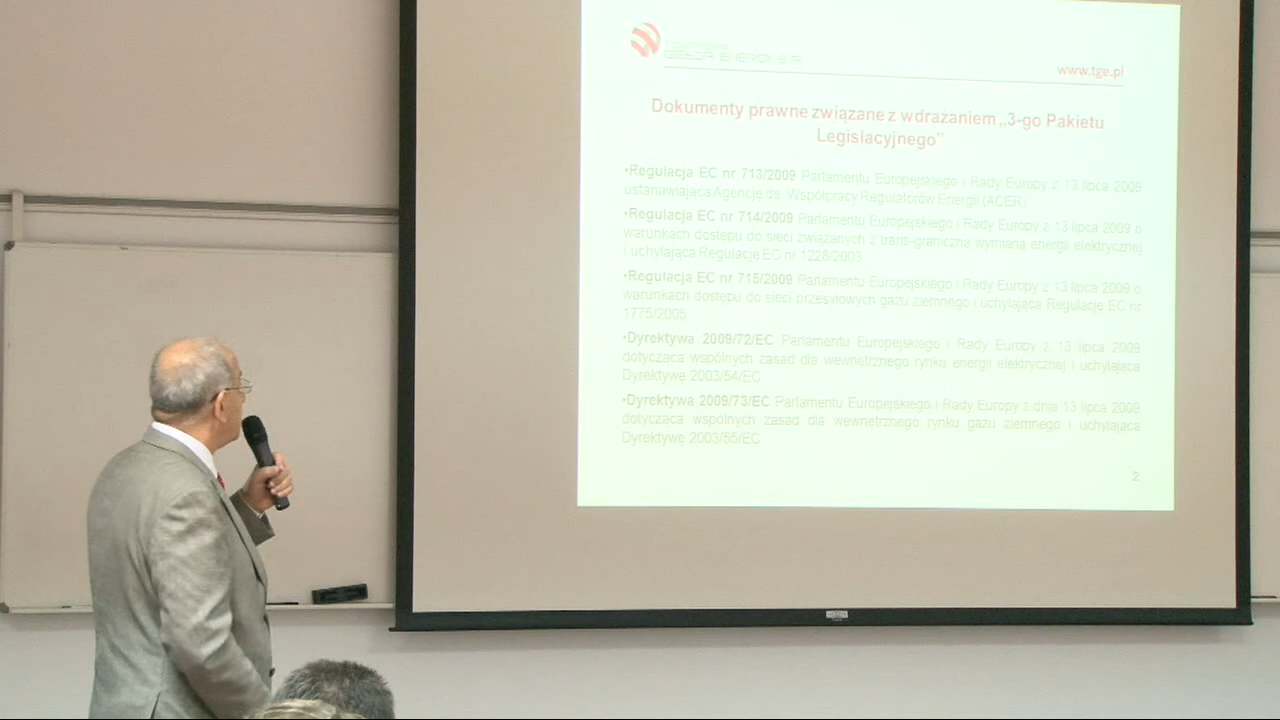 TOWAROWA
GIEŁDA ENERGII S.A.
www.tge.pl
Dokumenty prawne związane z wdrażaniem „3-go Pakietu
Legislacyjnego”
•Regulacja EC nr 713/2009 Parlamentu Europejskiego i Rady Europy z 13 lipca 2009
ustanawiająca Agencję ds. Współpracy Regulatorów Energii (ACER)
•Regulacja EC nr 714/2009 Parlamentu Europejskiego i Rady Europy z 13 lipca 2009 o
warunkach dostępu do sieci związanych z trans-graniczną wymianą energii elektrycznej
i uchylająca Regulację EC nr 1228/2003
•Regulacja EC nr 715/2009 Parlamentu Europejskiego i Rady Europy z 13 lipca 2009 o
warunkach dostępu do sieci przesyłowych gazu ziemnego i uchylająca Regulację EC nr
1775/2005
•Dyrektywa 2009/72/EC Parlamentu Europejskiego i Rady Europy z 13 lipca 2009
dotycząca wspólnych zasad dla wewnętrznego rynku energii elektrycznej i uchylająca
Dyrektywę 2003/54/EC
•Dyrektywa 2009/73/EC Parlamentu Europejskiego i Rady Europy z dnia 13 lipca 2009
dotycząca wspólnych zasad dla wewnętrznego rynku gazu ziemnego i uchylająca
Dyrektywę 2003/55/EC
2